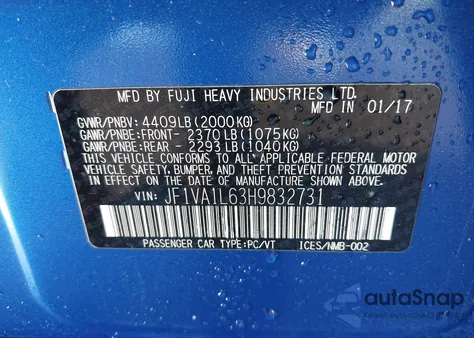 MFD BY FUJI HEAVY INDUSTRIES LTD.
IN 01/17
GVWR/PNBV: 4409LB(2000KG)
GAWR/PNBE:FRONT- 2370LB(1075KG)
GAWR/PNBE:REAR - 2293LB(1040KG)
THIS VEHICLE CONFORMS TO ALL APPLICABLE FEDERAL MOTOR
VEHICLE SAFETY, BUMPER, AND THEFT PREVENTION STANDARDS
IN EFFECT ON THE DATE OF MANUFACTURE SHOWN ABOVE.
VIN: JF1VA1L63H9832731
PASSENGER CAR TYPE:PC/VT ICES/NMB-002
autoSnap